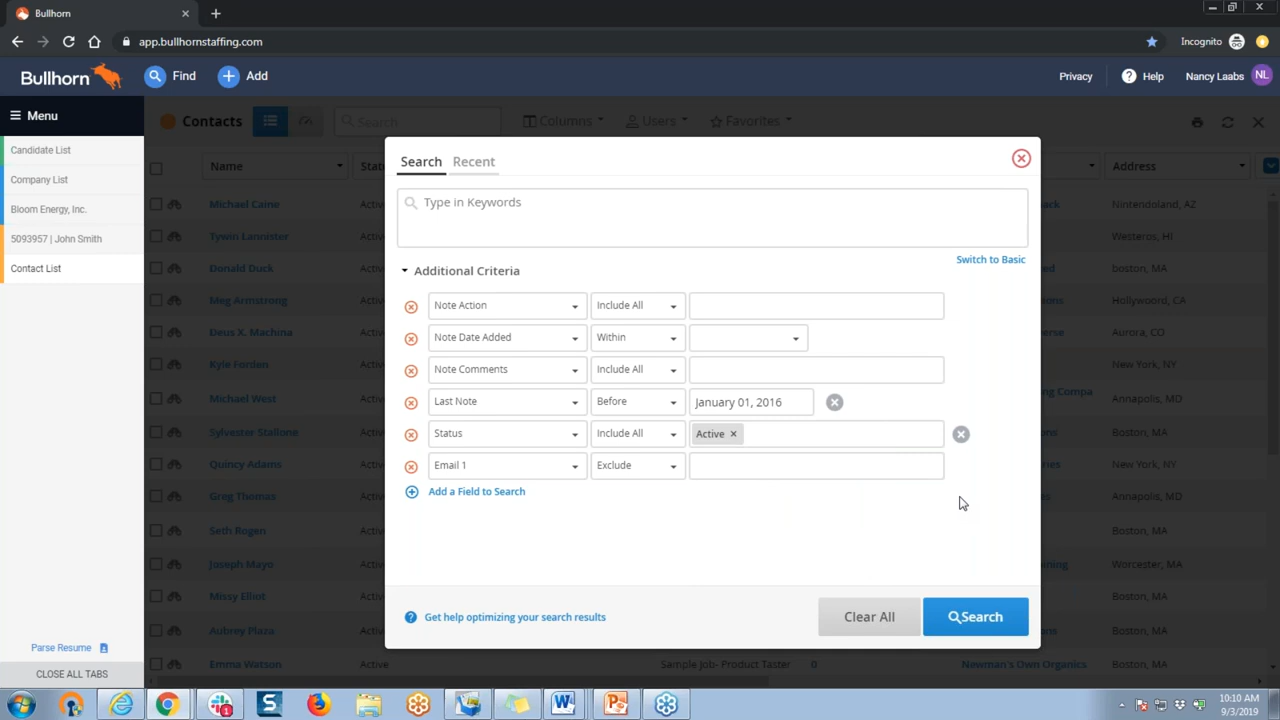 Bullhorn
app.bullhornstaffing.com
Incognito
Bullhorn
Find
Add
Privacy
Help
Nancy Laabs
NL
Menu
Candidate List
Company List
Bloom Energy, Inc.
5093957 | John Smith
Contact List
Parse Resume
CLOSE ALL TABS
Contacts
Search
Columns
Users
Favorites
Name
Address
Michael Caine
Nintendoland, AZ
Tywin Lannister
Westeros, HI
Donald Duck
boston, MA
Meg Armstrong
Hollywoord, CA
Deus X. Machina
Aurora, CO
Kyle Forden
New York, NY
Michael West
Annapolis, MD
Sylvester Stallone
Boston, MA
Quincy Adams
New York, NY
Greg Thomas
Annapolis, MD
Seth Rogen
Boston, MA
Joseph Mayo
Worcester, MA
Missy Elliot
Boston, MA
Aubrey Plaza
Boston, MA
Emma Watson
Active
Sample Job- Product Taster
0
Newman's Own Organics
Boston, MA
Search
Recent
Type in Keywords
Switch to Basic
Additional Criteria
Note Action
Include All
Note Date Added
Within
Note Comments
Include All
Last Note
Before
January 01, 2016
Status
Include All
Active
Email 1
Exclude
Add a Field to Search
Get help optimizing your search results
Clear All
Search
10:10 AM
9/3/2019